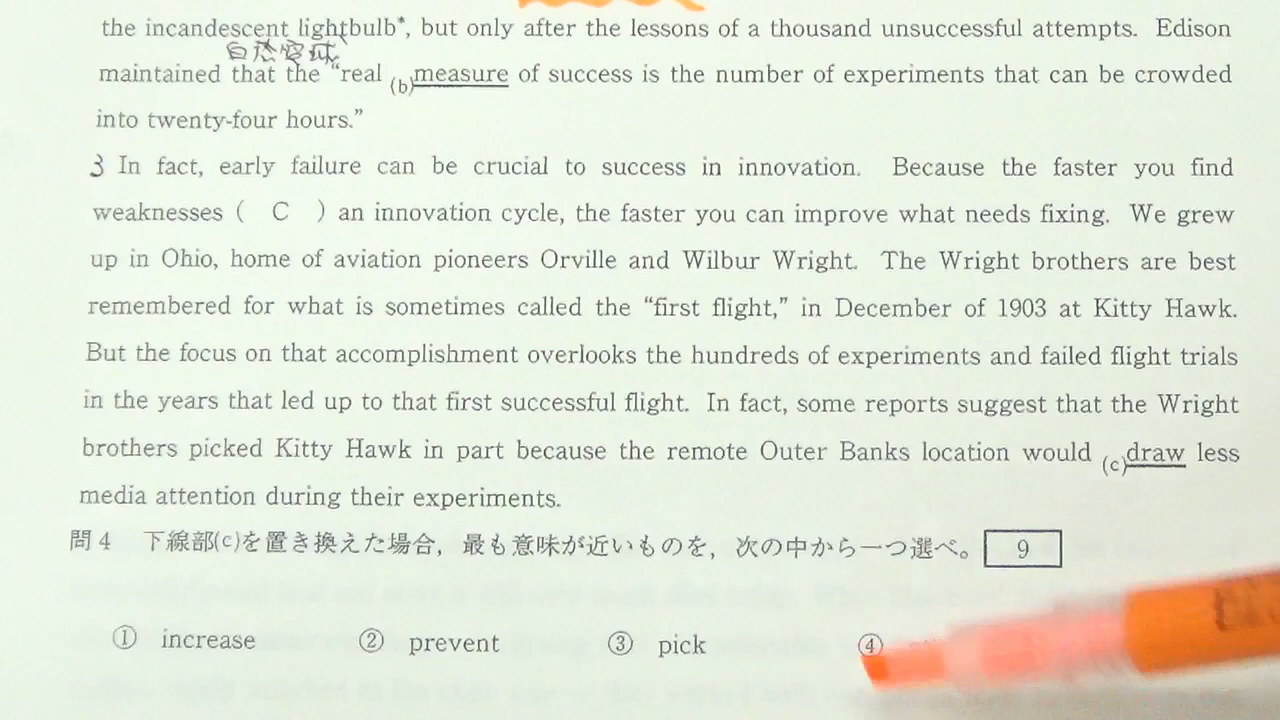 the incandescent lightbulb*, but only after the lessons of a thousand unsuccessful attempts. Edison
maintained that the “real (b)measure of success is the number of experiments that can be crowded
into twenty-four hours.”
3 In fact, early failure can be crucial to success in innovation. Because the faster you find
weaknesses ( C ) an innovation cycle, the faster you can improve what needs fixing. We grew
up in Ohio, home of aviation pioneers Orville and Wilbur Wright. The Wright brothers are best
remembered for what is sometimes called the “first flight,” in December of 1903 at Kitty Hawk.
But the focus on that accomplishment overlooks the hundreds of experiments and failed flight trials
in the years that led up to that first successful flight. In fact, some reports suggest that the Wright
brothers picked Kitty Hawk in part because the remote Outer Banks location would (c)draw less
media attention during their experiments.
問4 下線部(c)を置き換えた場合，最も意味が近いものを，次の中から一つ選べ。 9
① increase ② prevent ③ pick ④